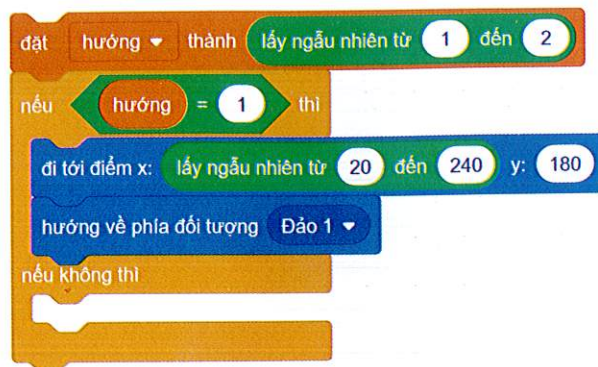 đặt hướng thành lấy ngẫu nhiên từ 1 đến 2
nếu hướng = 1 thì
đi tới điểm x: lấy ngẫu nhiên từ 20 đến 240 y: 180
hướng về phía đối tượng Đảo 1
nếu không thì